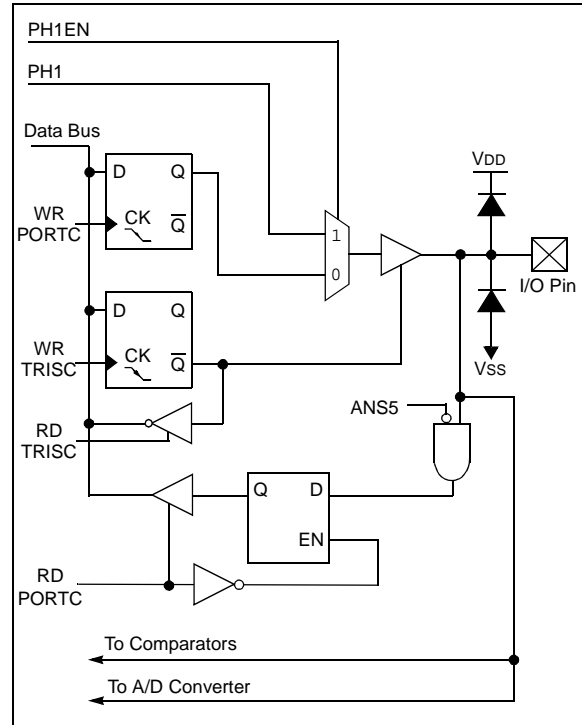 PH1EN
PH1
Data Bus
VDD
D Q
WR
PORTC
CK
Q
1
0
I/O Pin
D Q
WR
TRISC
CK
Q
VSS
ANS5
RD
TRISC
Q D
EN
RD
PORTC
To Comparators
To A/D Converter